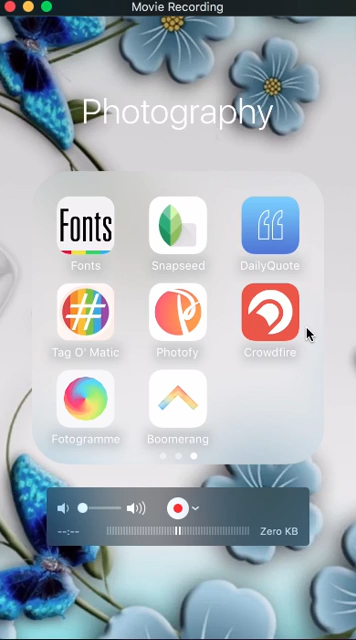 Movie Recording
Photography
Fonts
Fonts
Snapseed
DailyQuote
#
Tag O' Matic
Photofy
Crowdfire
Fotogramme
Boomerang
--:--
Zero KB